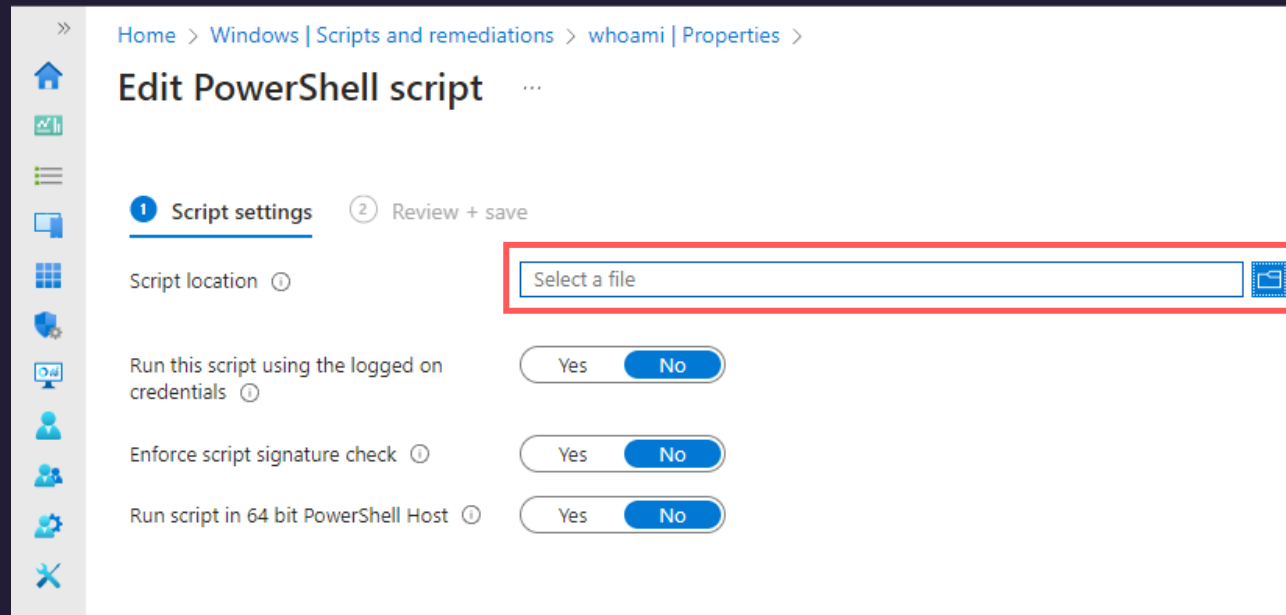 Home > Windows | Scripts and remediations > whoami | Properties >
Edit PowerShell script ...
1 Script settings 2 Review + save
Script location
Select a file
Run this script using the logged on
credentials
Yes No
Enforce script signature check
Yes No
Run script in 64 bit PowerShell Host
Yes No